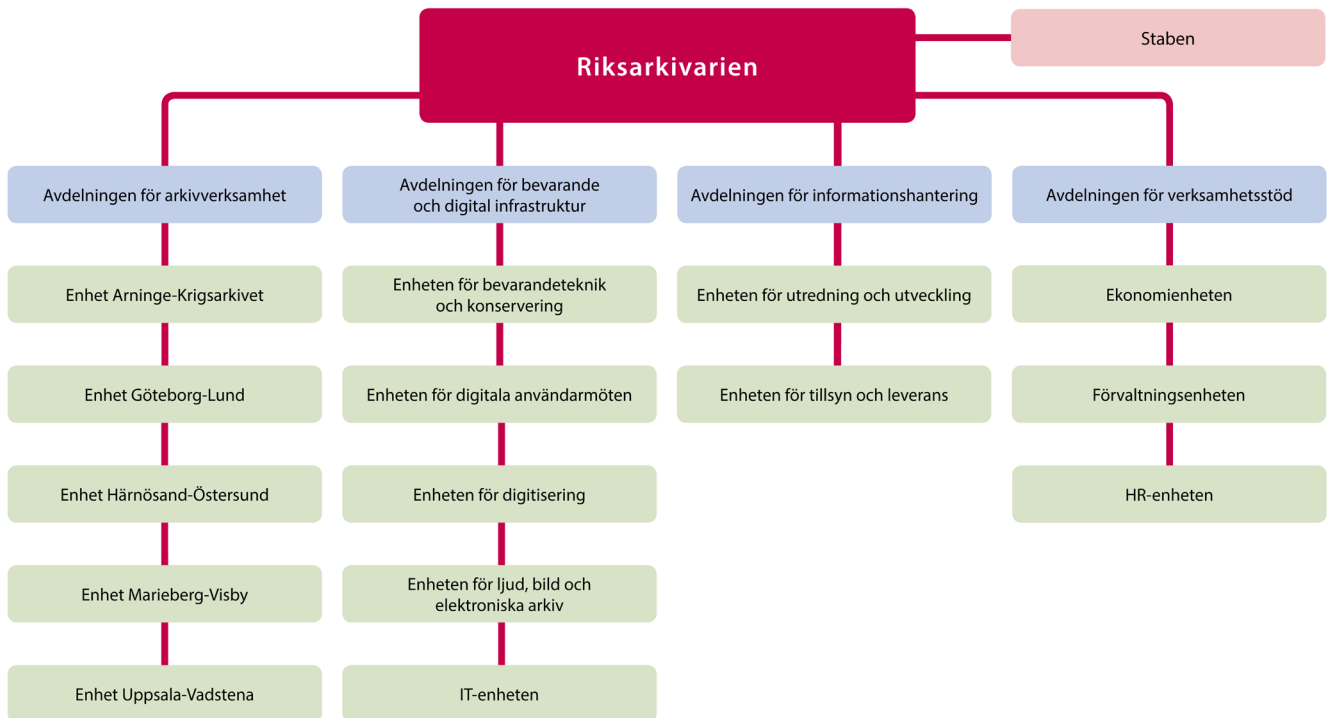 Riksarkivarien
Staben
Avdelningen för arkivverksamhet
Enhet Arninge-Krigsarkivet
Enhet Göteborg-Lund
Enhet Härnösand-Östersund
Enhet Marieberg-Visby
Enhet Uppsala-Vadstena
Avdelningen för bevarande
och digital infrastruktur
Enheten för bevarandeteknik
och konservering
Enheten för digitala användarmöten
Enheten för digitisering
Enheten för ljud, bild och
elektroniska arkiv
IT-enheten
Avdelningen för informationshantering
Enheten för utredning och utveckling
Enheten för tillsyn och leverans
Avdelningen för verksamhetsstöd
Ekonomienheten
Förvaltningsenheten
HR-enheten